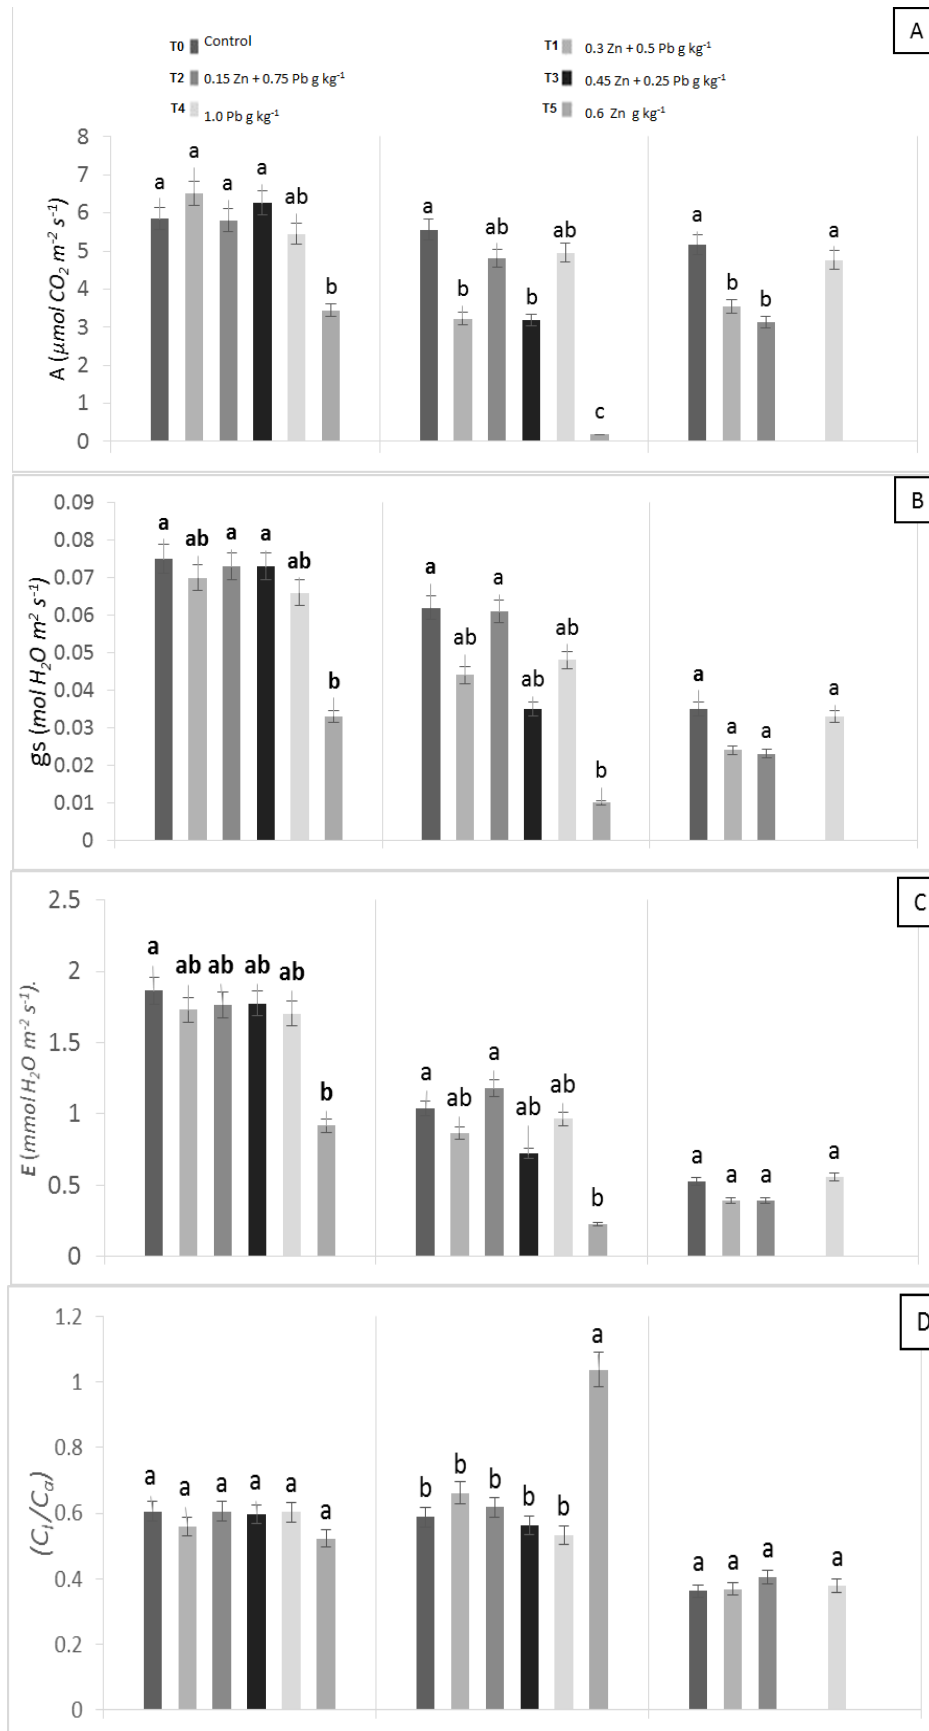 A
T0 Control T1 0.3 Zn + 0.5 Pb g kg⁻¹
T2 0.15 Zn + 0.75 Pb g kg⁻¹ T3 0.45 Zn + 0.25 Pb g kg⁻¹
T4 1.0 Pb g kg⁻¹ T5 0.6 Zn g kg⁻¹
A (μmol CO₂ m⁻² s⁻¹)
8
7
6
5
4
3
2
1
0
a a a a ab b
a b ab b ab c
a b b a
B
gs (mol H₂O m² s⁻¹)
0.09
0.08
0.07
0.06
0.05
0.04
0.03
0.02
0.01
0
a ab a a ab b
a ab a ab ab b
a a a a
C
E (mmol H₂O m⁻² s⁻¹).
2.5
2
1.5
1
0.5
0
a ab ab ab ab b
a ab a ab ab b
a a a a
D
(C₁/Cₐ)
1.2
1
0.8
0.6
0.4
0.2
0
a a a a a a
b b b b b a
a a a a